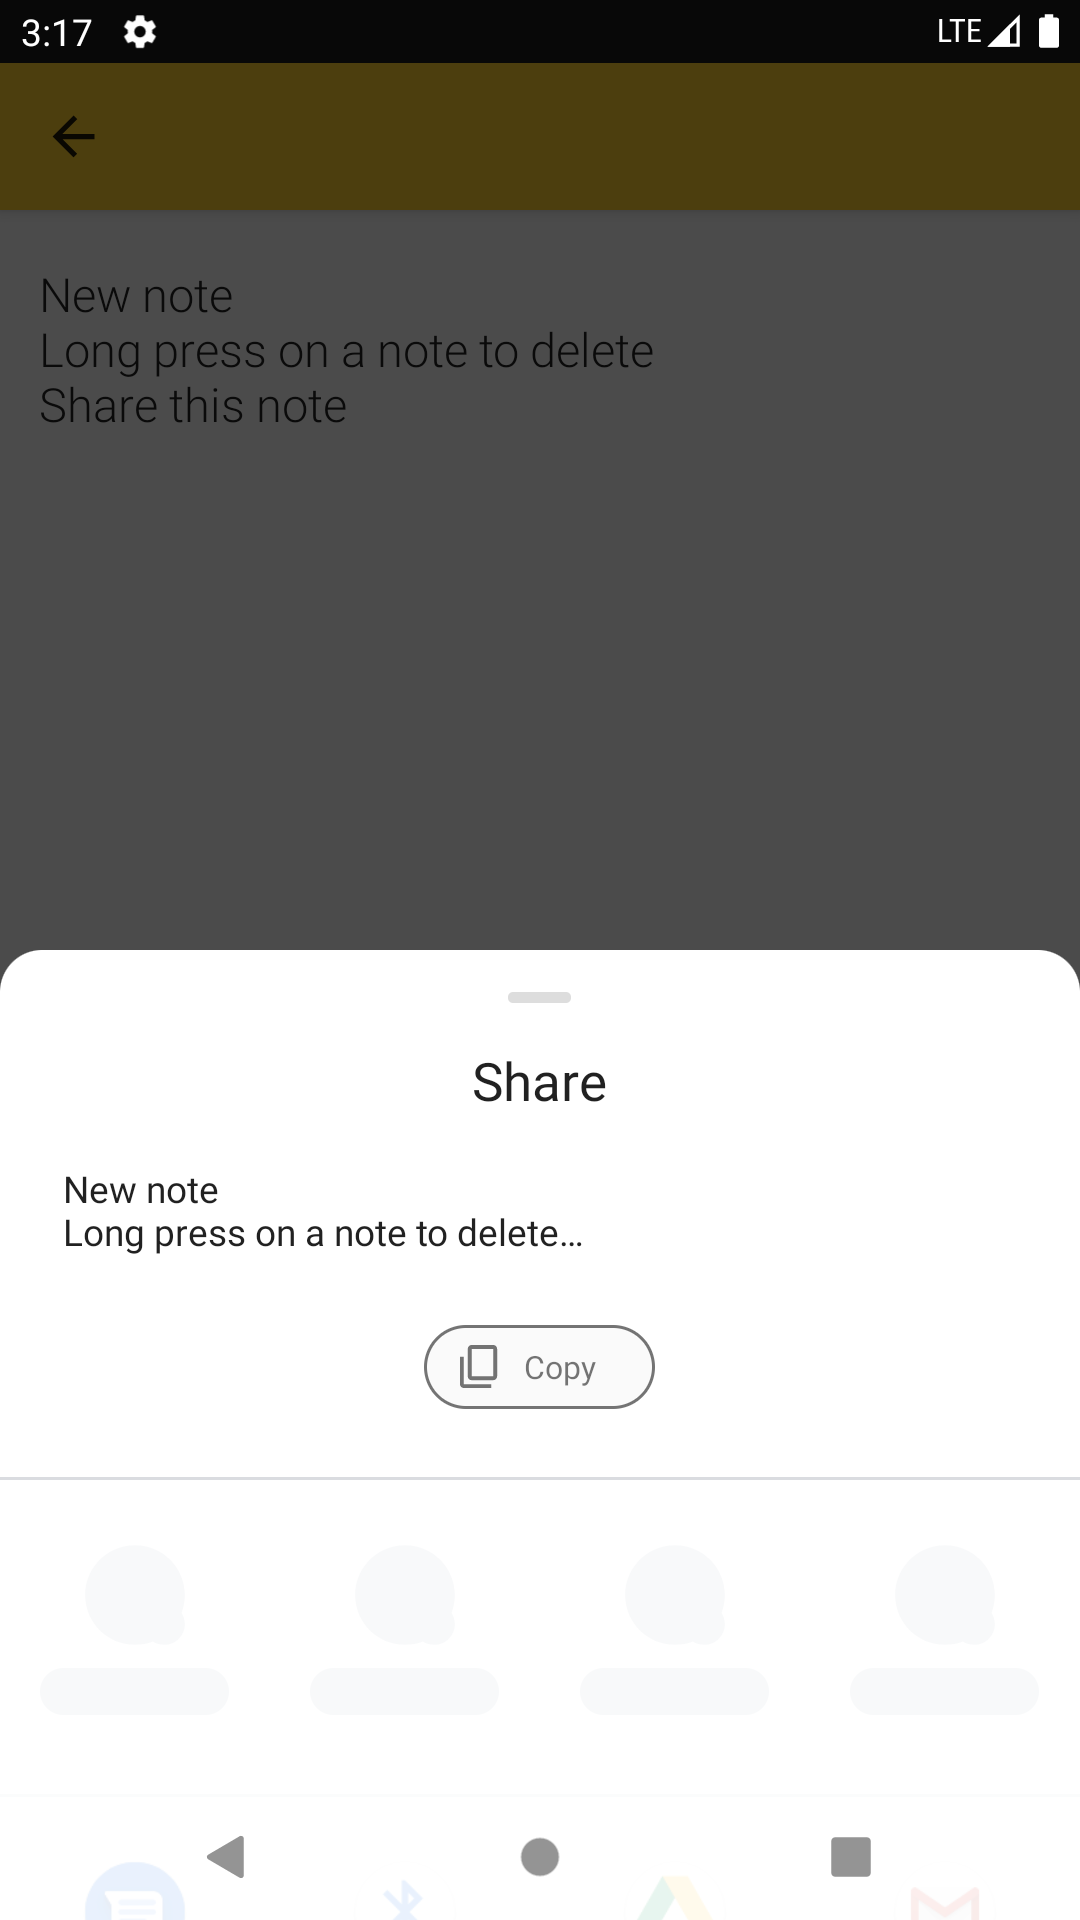 3:17
LTE
New note
Long press on a note to delete
Share this note
Share
New note
Long press on a note to delete…
Copy